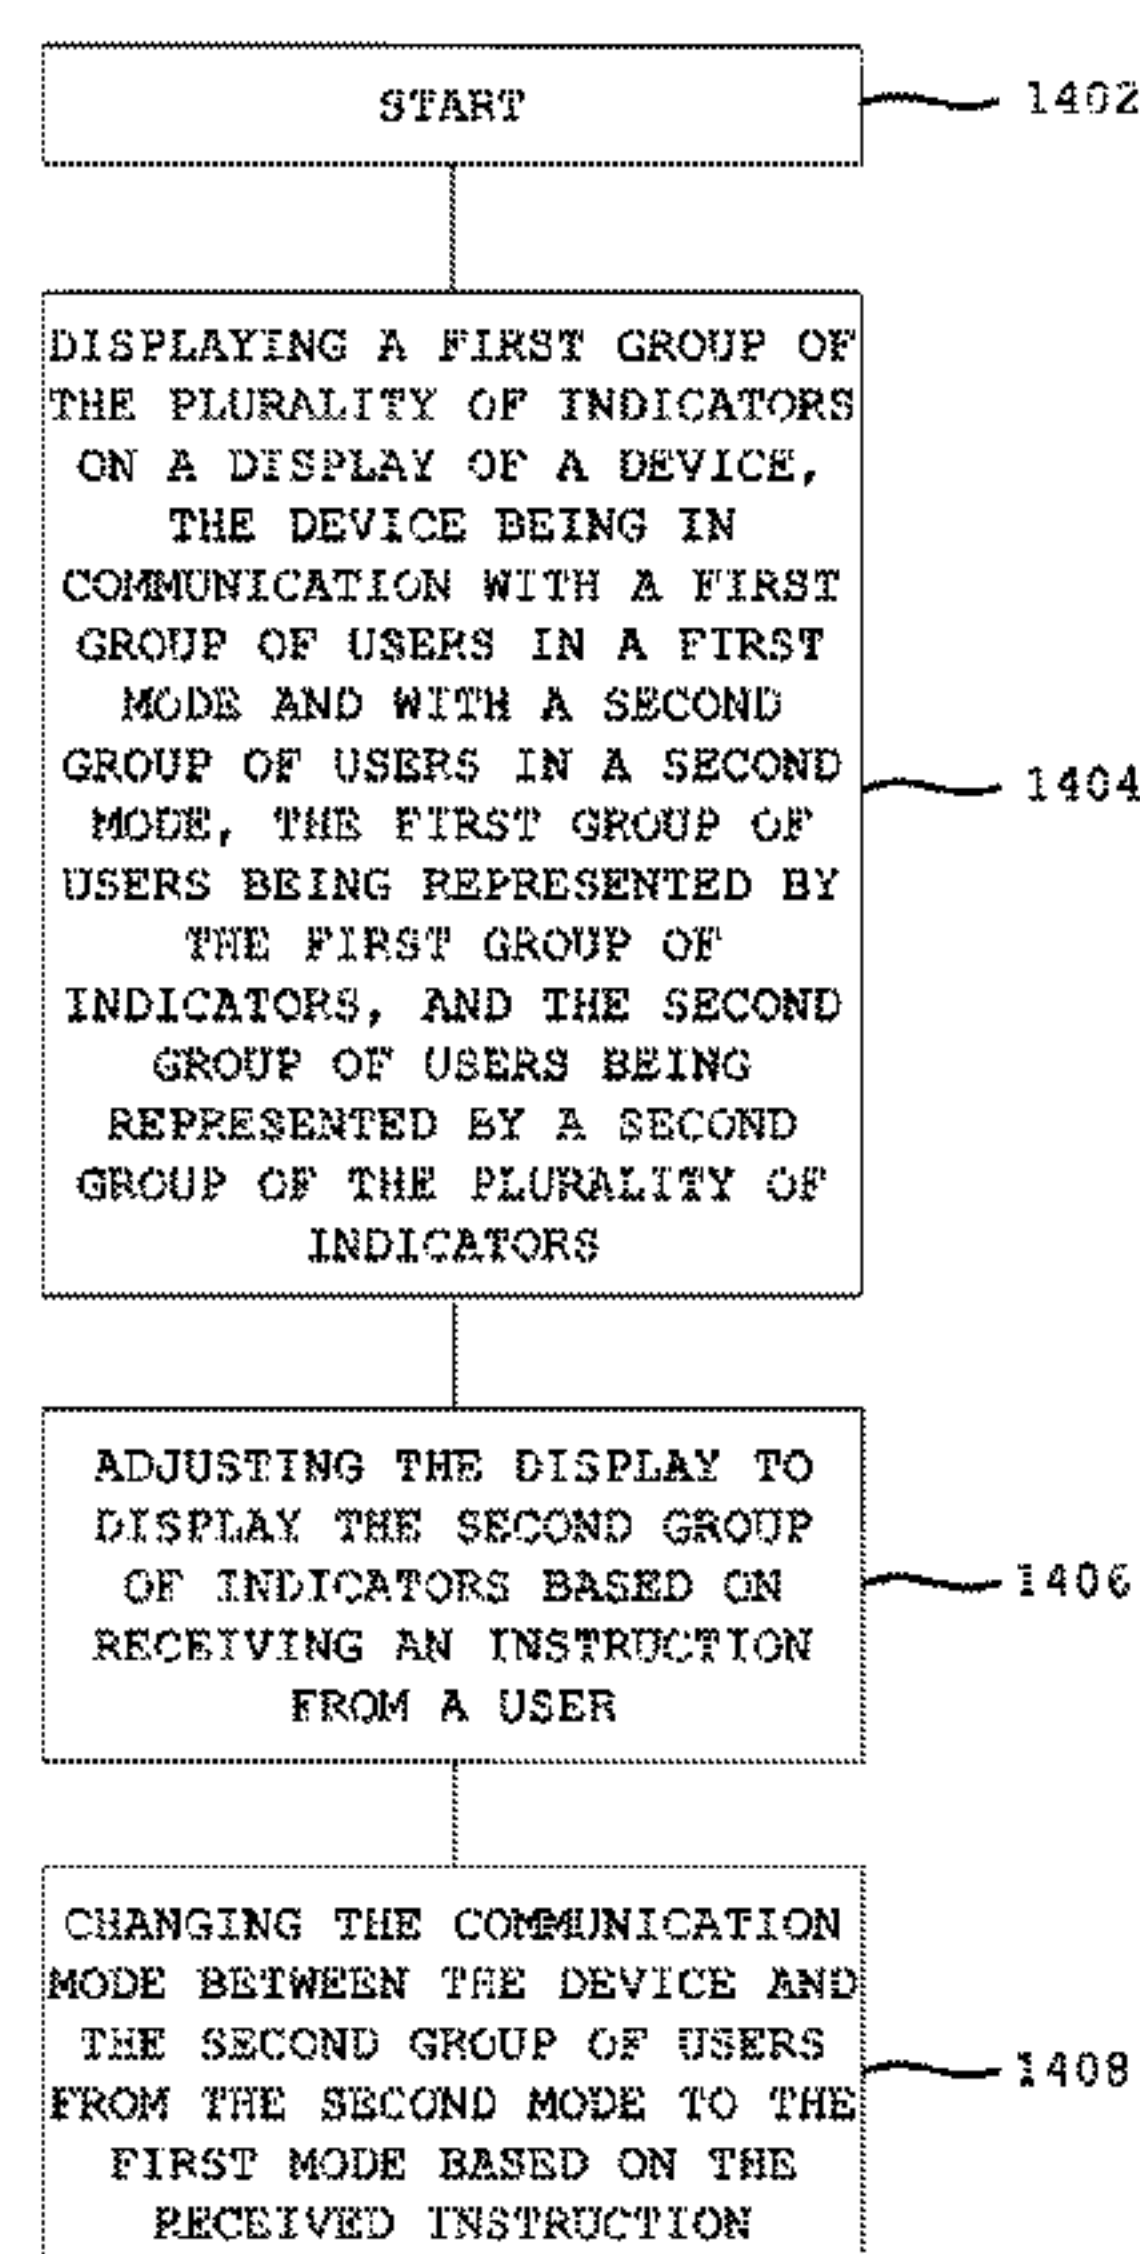 START
1402
DISPLAYING A FIRST GROUP OF
THE PLURALITY OF INDICATORS
ON A DISPLAY OF A DEVICE,
THE DEVICE BEING IN
COMMUNICATION WITH A FIRST
GROUP OF USERS IN A FIRST
MODE AND WITH A SECOND
GROUP OF USERS IN A SECOND
MODE, THE FIRST GROUP OF
USERS BEING REPRESENTED BY
THE FIRST GROUP OF
INDICATORS, AND THE SECOND
GROUP OF USERS BEING
REPRESENTED BY A SECOND
GROUP OF THE PLURALITY OF
INDICATORS
1404
ADJUSTING THE DISPLAY TO
DISPLAY THE SECOND GROUP
OF INDICATORS BASED ON
RECEIVING AN INSTRUCTION
FROM A USER
1406
CHANGING THE COMMUNICATION
MODE BETWEEN THE DEVICE AND
THE SECOND GROUP OF USERS
FROM THE SECOND MODE TO THE
FIRST MODE BASED ON THE
RECEIVED INSTRUCTION
1408